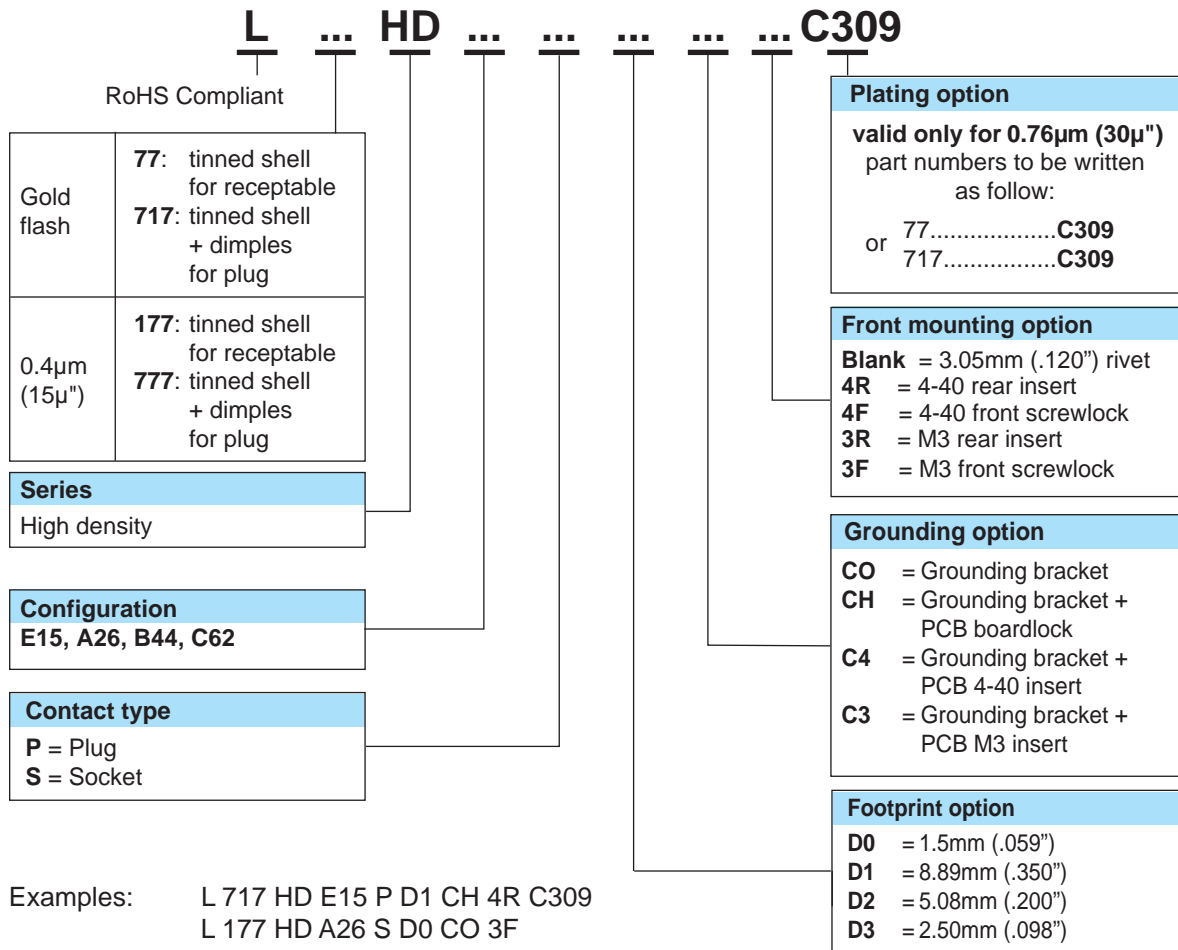 L ... HD ... ... ... ... ... C309
RoHS Compliant
Gold
flash
77: tinned shell
for receptable
717: tinned shell
+ dimples
for plug
0.4µm
(15µ")
177: tinned shell
for receptable
777: tinned shell
+ dimples
for plug
Series
High density
Configuration
E15, A26, B44, C62
Contact type
P = Plug
S = Socket
Plating option
valid only for 0.76µm (30µ")
part numbers to be written
as follow:
or
77...................C309
717.................C309
Front mounting option
Blank = 3.05mm (.120”) rivet
4R = 4-40 rear insert
4F = 4-40 front screwlock
3R = M3 rear insert
3F = M3 front screwlock
Grounding option
CO = Grounding bracket
CH = Grounding bracket +
PCB boardlock
C4 = Grounding bracket +
PCB 4-40 insert
C3 = Grounding bracket +
PCB M3 insert
Footprint option
D0 = 1.5mm (.059”)
D1 = 8.89mm (.350”)
D2 = 5.08mm (.200”)
D3 = 2.50mm (.098”)
Examples: L 717 HD E15 P D1 CH 4R C309
L 177 HD A26 S D0 CO 3F